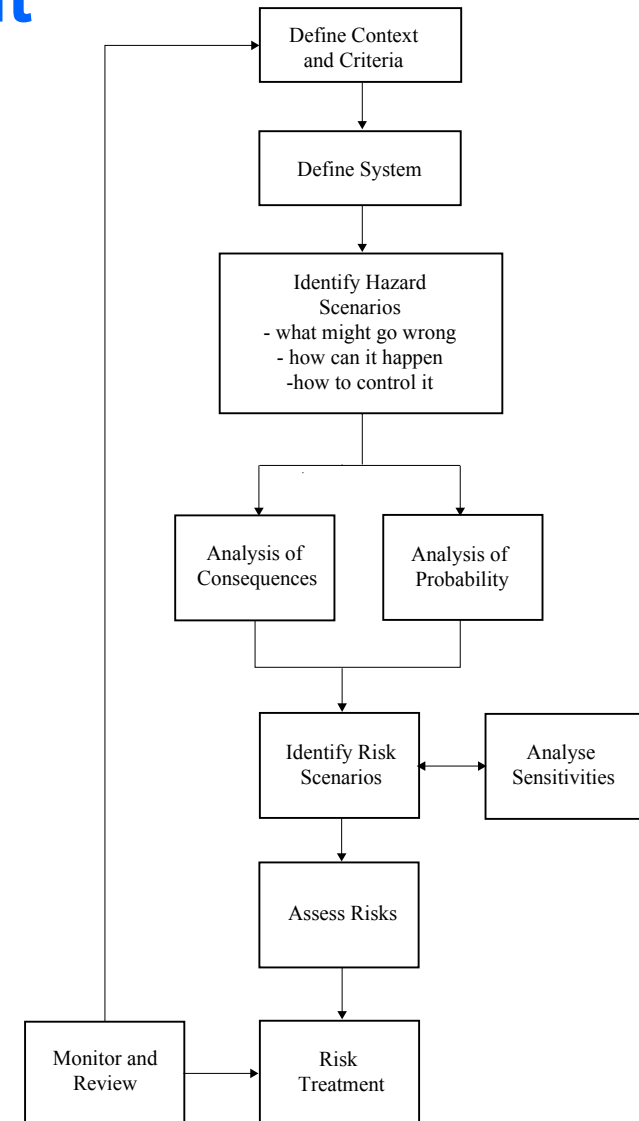 Define Context
and Criteria
Define System
Identify Hazard
Scenarios
- what might go wrong
- how can it happen
-how to control it
Analysis of
Consequences
Analysis of
Probability
Identify Risk
Scenarios
Analyse
Sensitivities
Assess Risks
Monitor and
Review
Risk
Treatment